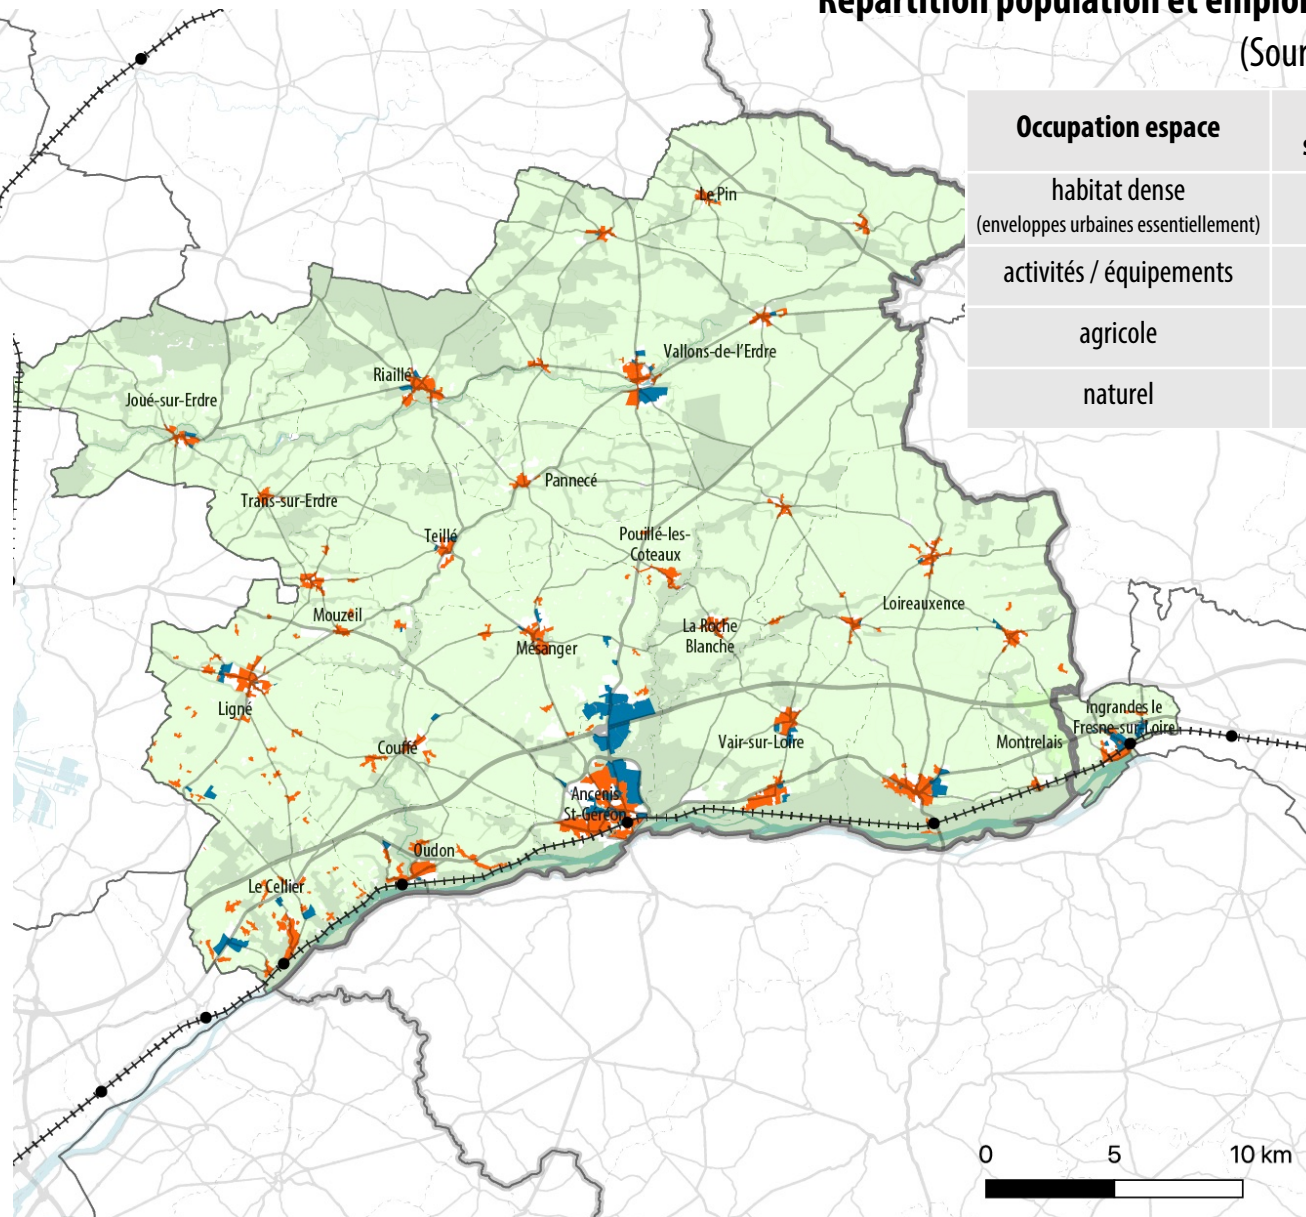 Répartition population et emploi
(Sour
Occupation espace
s
habitat dense
(enveloppes urbaines essentiellement)
activités / équipements
agricole
naturel
Le Pin
Vallons-de-l'Erdre
Riaillé
Joué-sur-Erdre
Pannecé
Trans-sur-Erdre
Teillé
Pouillé-les-
Coteaux
Mouzeil
Loireauxence
La Roche
Blanche
Mésanger
Ligné
Ingrandes le
Fresne-sur-Loire
Couffé
Vair-sur-Loire
Montrelais
Ancenis
St-Géréon
Oudon
Le Cellier
0 5 10 km